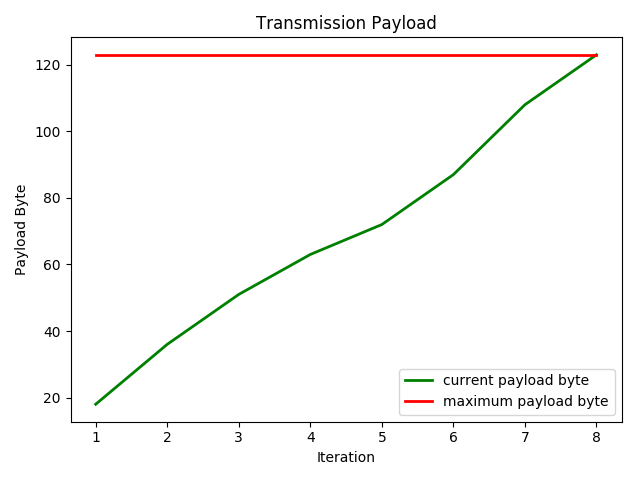 Transmission Payload
120
100
80
60
40
20
Payload Byte
current payload byte
maximum payload byte
1 2 3 4 5 6 7 8
Iteration